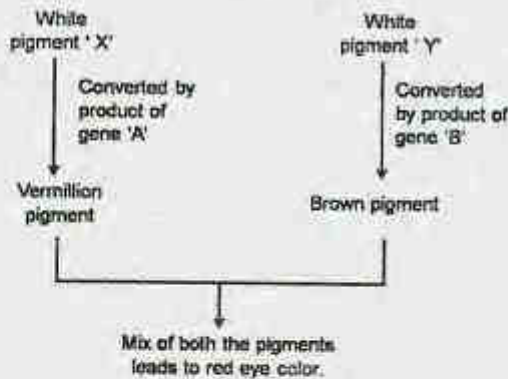 White
pigment ' X'
White
pigment ' Y'
Converted by
product of
gene 'A'
Converted
by product of
gene 'B'
Vermillion
pigment
Brown pigment
Mix of both the pigments
leads to red eye color.